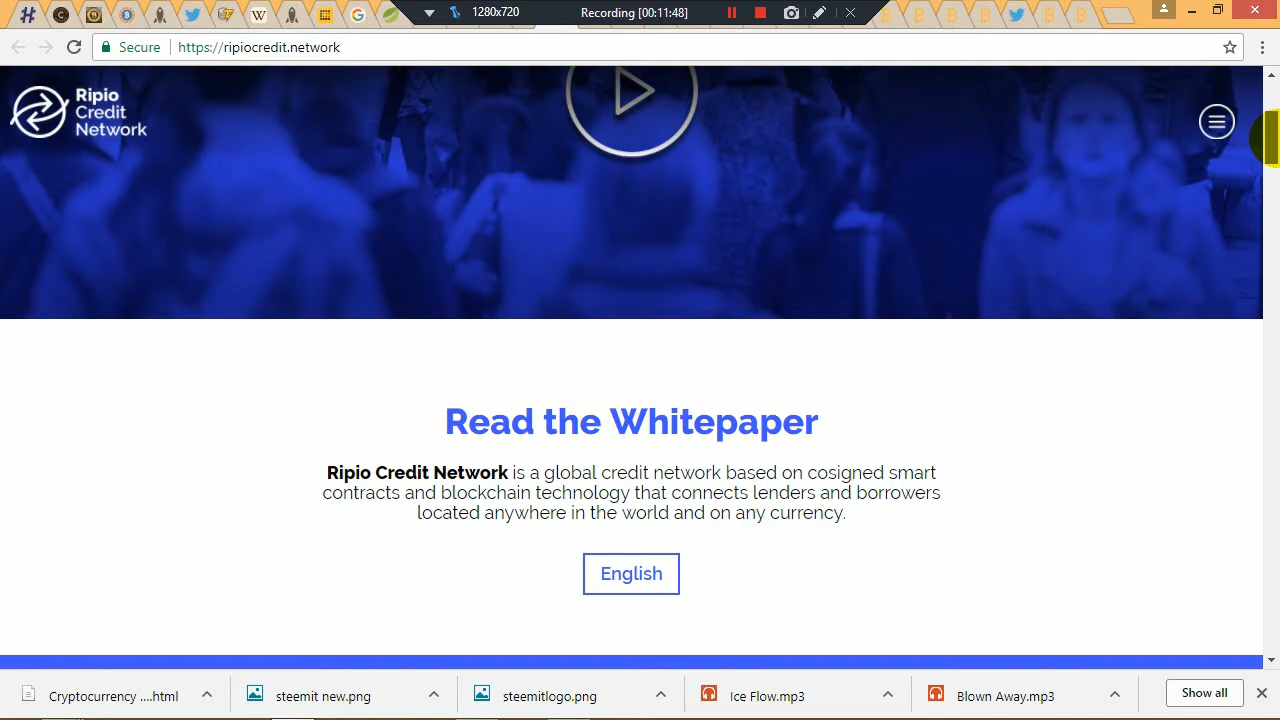 1280x720
Recording [00:11:48]
Secure
https://ripiocredit.network
Ripio
Credit
Network
Read the Whitepaper
Ripio Credit Network is a global credit network based on cosigned smart
contracts and blockchain technology that connects lenders and borrowers
located anywhere in the world and on any currency.
English
Cryptocurrency ....html
steemit new.png
steemitlogo.png
Ice Flow.mp3
Blown Away.mp3
Show all